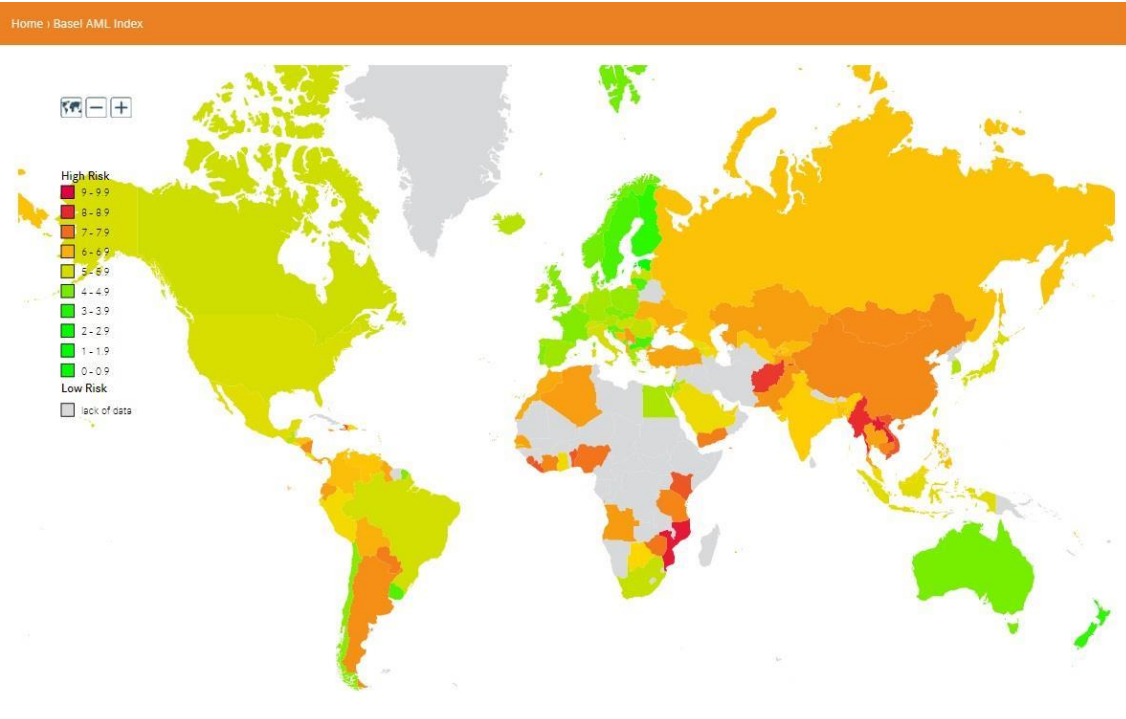 Home › Basel AML Index
High Risk
9 - 9.9
8 - 8.9
7 - 7.9
6 - 6.9
5 - 6.9
4 - 4.9
3 - 3.9
2 - 2.9
1 - 1.9
0 - 0.9
Low Risk
lack of data